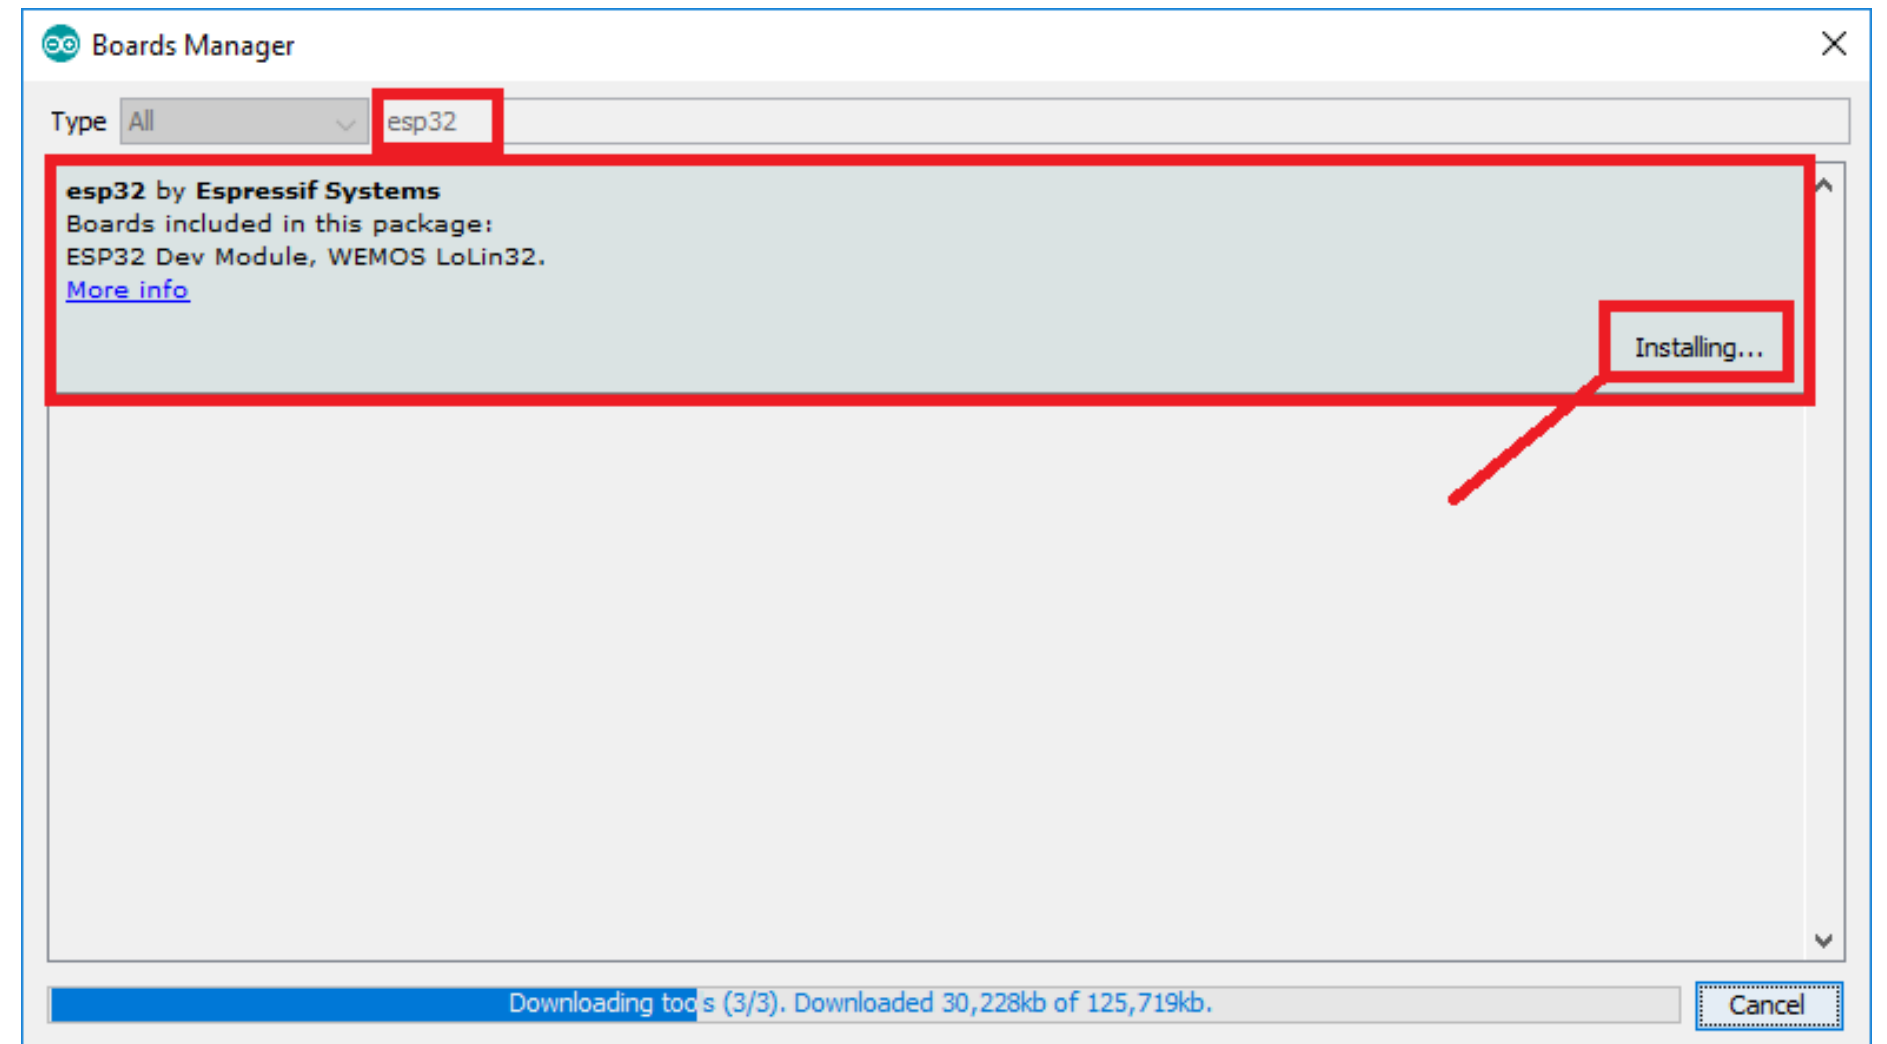 Boards Manager
Type All esp32
esp32 by Espressif Systems
Boards included in this package:
ESP32 Dev Module, WEMOS LoLin32.
More info
Installing...
Downloading tools (3/3). Downloaded 30,228kb of 125,719kb.
Cancel